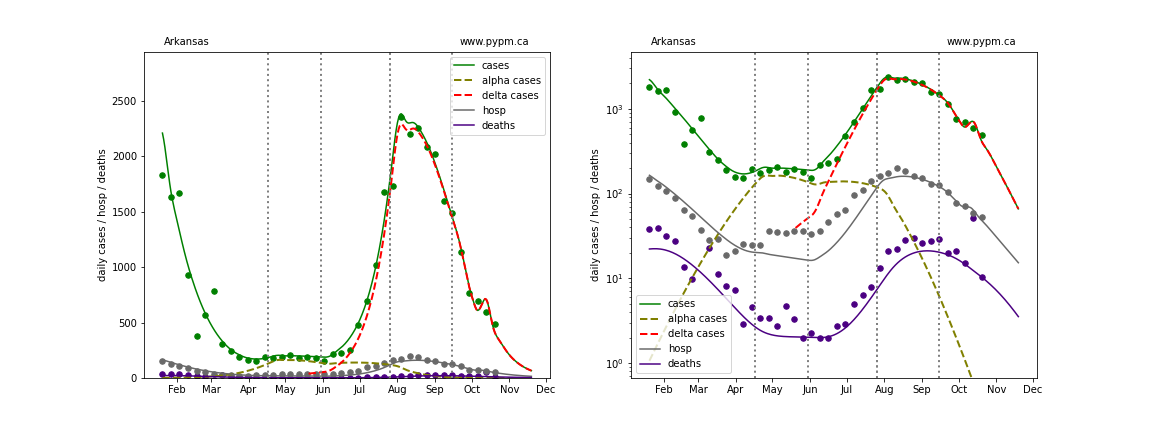 Arkansas www.pypm.ca
daily cases / hosp / deaths
2500
2000
1500
1000
500
0
cases
alpha cases
delta cases
hosp
deaths
Feb Mar Apr May Jun Jul Aug Sep Oct Nov Dec
Arkansas www.pypm.ca
daily cases / hosp / deaths
10³
10²
10¹
10⁰
cases
alpha cases
delta cases
hosp
deaths
Feb Mar Apr May Jun Jul Aug Sep Oct Nov Dec